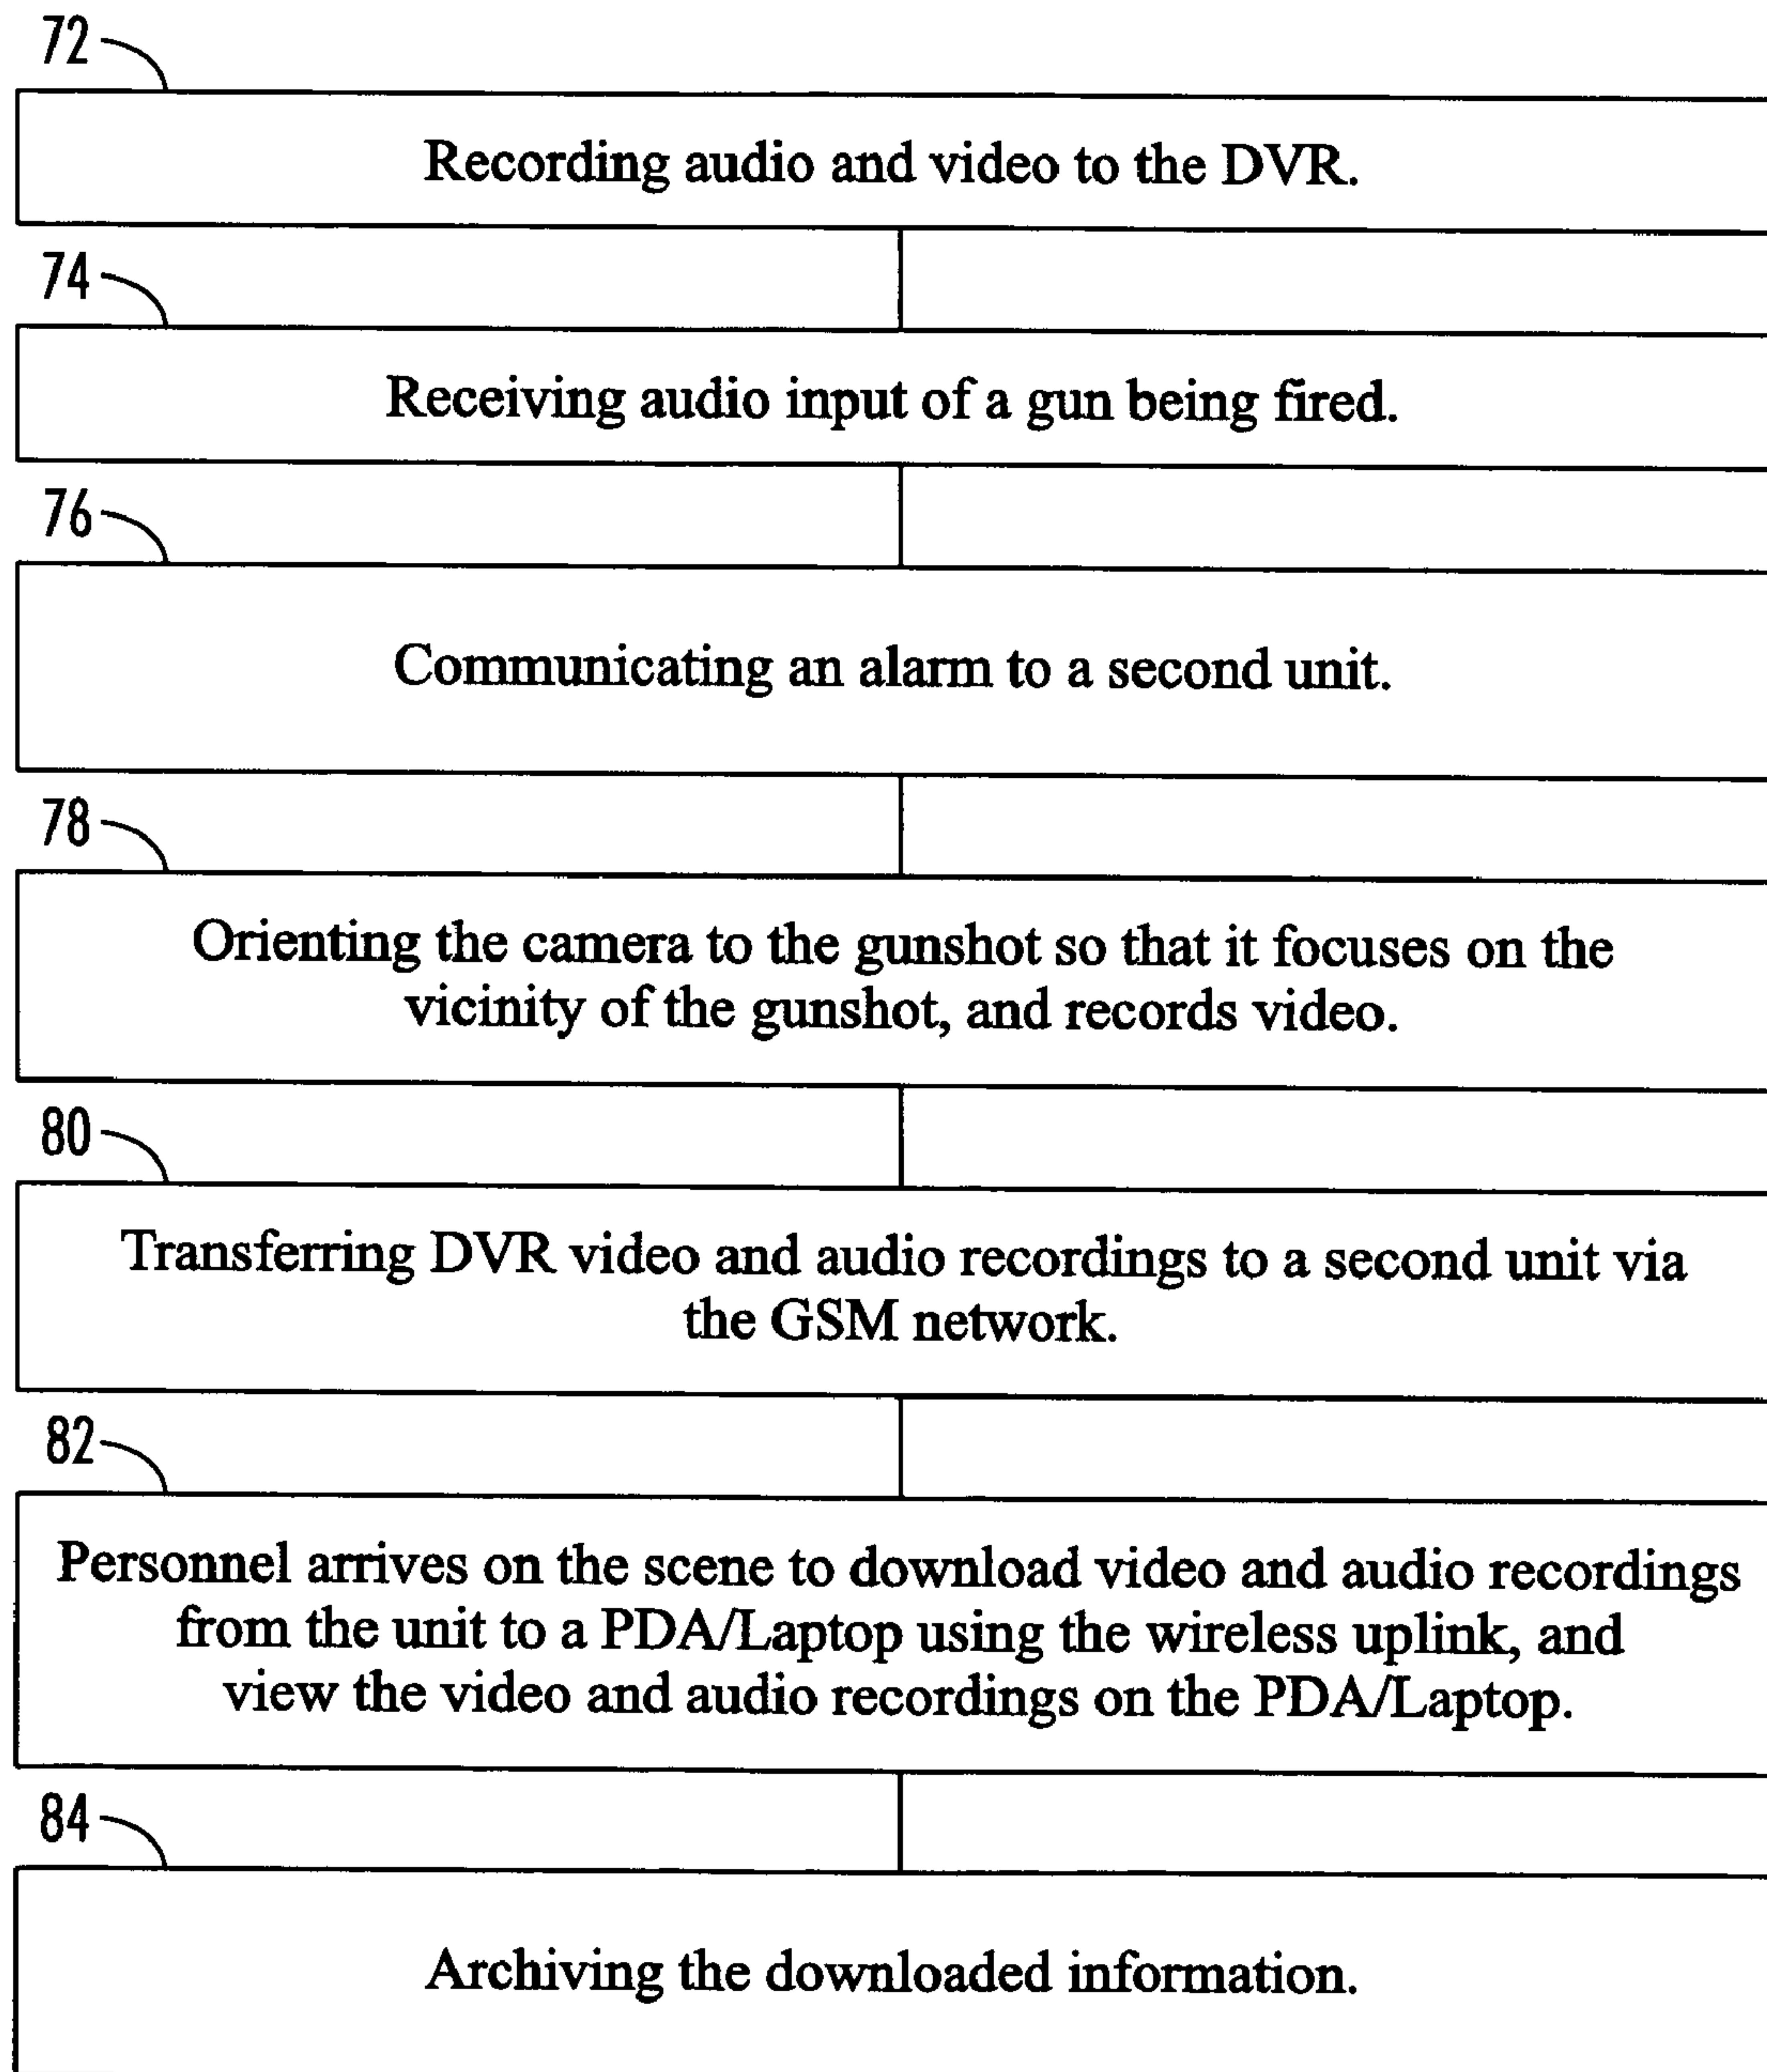 72
Recording audio and video to the DVR.
74
Receiving audio input of a gun being fired.
76
Communicating an alarm to a second unit.
78
Orienting the camera to the gunshot so that it focuses on the
vicinity of the gunshot, and records video.
80
Transferring DVR video and audio recordings to a second unit via
the GSM network.
82
Personnel arrives on the scene to download video and audio recordings
from the unit to a PDA/Laptop using the wireless uplink, and
view the video and audio recordings on the PDA/Laptop.
84
Archiving the downloaded information.